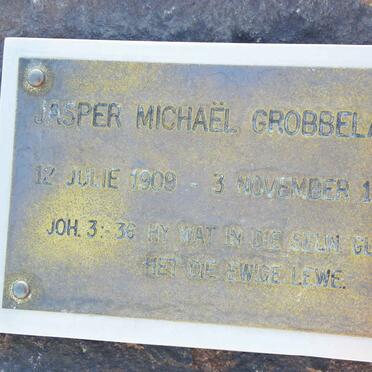 JASPER MICHAËL GROBBELA
12 JULIE 1909 - 3 NOVEMBER 1
JOH. 3: 36 HY WAT IN DIE SEUN GL
HET DIE EWIGE LEWE.